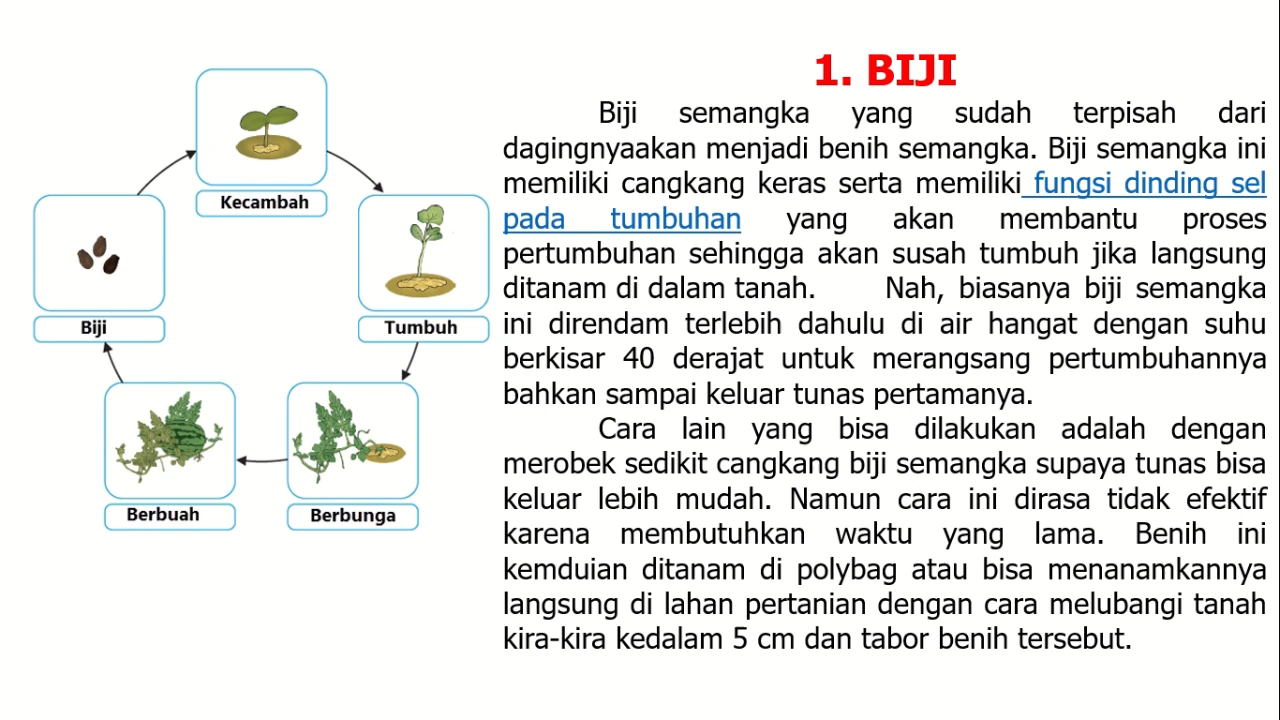 Kecambah
Biji
Tumbuh
Berbuah
Berbunga
1. BIJI
Biji semangka yang sudah terpisah dari
dagingnyaakan menjadi benih semangka. Biji semangka ini
memiliki cangkang keras serta memiliki fungsi dinding sel
pada tumbuhan yang akan membantu proses
pertumbuhan sehingga akan susah tumbuh jika langsung
ditanam di dalam tanah. Nah, biasanya biji semangka
ini direndam terlebih dahulu di air hangat dengan suhu
berkisar 40 derajat untuk merangsang pertumbuhannya
bahkan sampai keluar tunas pertamanya.
Cara lain yang bisa dilakukan adalah dengan
merobek sedikit cangkang biji semangka supaya tunas bisa
keluar lebih mudah. Namun cara ini dirasa tidak efektif
karena membutuhkan waktu yang lama. Benih ini
kemduian ditanam di polybag atau bisa menanamkannya
langsung di lahan pertanian dengan cara melubangi tanah
kira-kira kedalam 5 cm dan tabor benih tersebut.